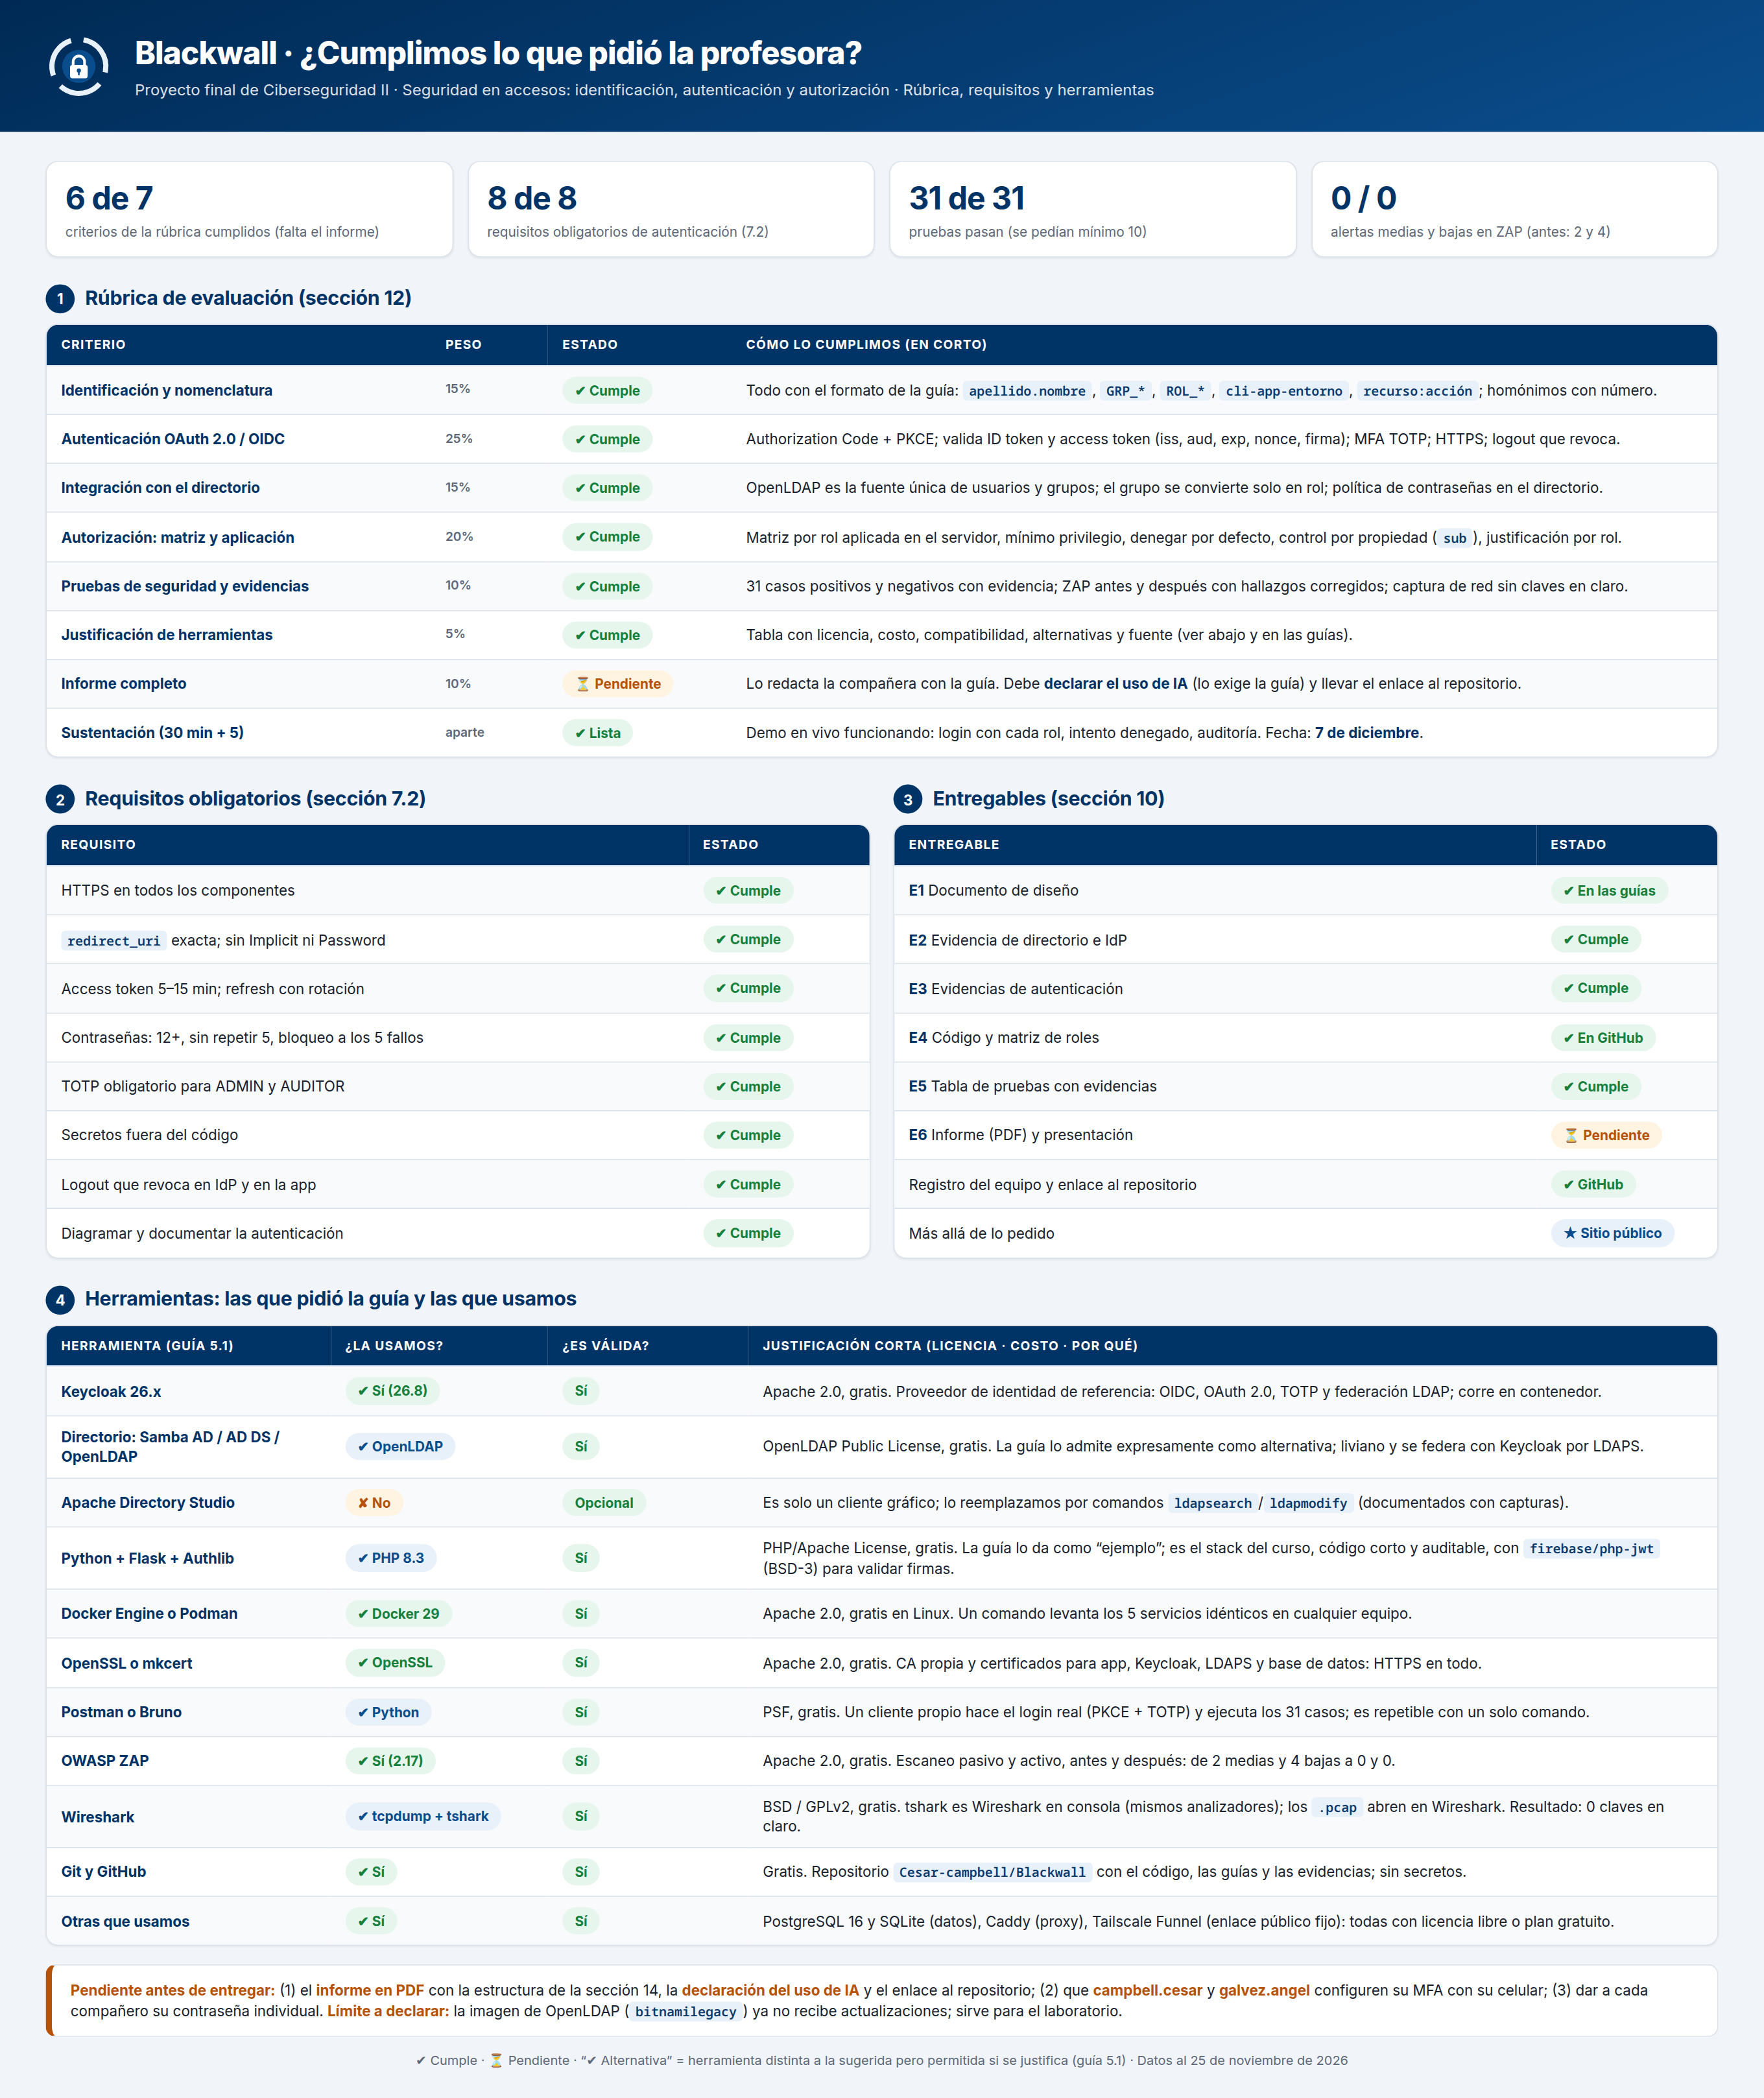 Blackwall · ¿Cumplimos lo que pidió la profesora?
Proyecto final de Ciberseguridad II · Seguridad en accesos: identificación, autenticación y autorización · Rúbrica, requisitos y herramientas
6 de 7
criterios de la rúbrica cumplidos (falta el informe)
8 de 8
requisitos obligatorios de autenticación (7.2)
31 de 31
pruebas pasan (se pedían mínimo 10)
0 / 0
alertas medias y bajas en ZAP (antes: 2 y 4)
1 Rúbrica de evaluación (sección 12)
CRITERIO PESO ESTADO CÓMO LO CUMPLIMOS (EN CORTO)
Identificación y nomenclatura 15% ✔ Cumple Todo con el formato de la guía: apellido.nombre, GRP_*, ROL_*, cli-app-entorno, recurso:acción; homónimos con número.
Autenticación OAuth 2.0 / OIDC 25% ✔ Cumple Authorization Code + PKCE; valida ID token y access token (iss, aud, exp, nonce, firma); MFA TOTP; HTTPS; logout que revoca.
Integración con el directorio 15% ✔ Cumple OpenLDAP es la fuente única de usuarios y grupos; el grupo se convierte solo en rol; política de contraseñas en el directorio.
Autorización: matriz y aplicación 20% ✔ Cumple Matriz por rol aplicada en el servidor, mínimo privilegio, denegar por defecto, control por propiedad (sub), justificación por rol.
Pruebas de seguridad y evidencias 10% ✔ Cumple 31 casos positivos y negativos con evidencia; ZAP antes y después con hallazgos corregidos; captura de red sin claves en claro.
Justificación de herramientas 5% ✔ Cumple Tabla con licencia, costo, compatibilidad, alternativas y fuente (ver abajo y en las guías).
Informe completo 10% ⏳ Pendiente Lo redacta la compañera con la guía. Debe declarar el uso de IA (lo exige la guía) y llevar el enlace al repositorio.
Sustentación (30 min + 5) aparte ✔ Lista Demo en vivo funcionando: login con cada rol, intento denegado, auditoría. Fecha: 7 de diciembre.
2 Requisitos obligatorios (sección 7.2)
REQUISITO ESTADO
HTTPS en todos los componentes ✔ Cumple
redirect_uri exacta; sin Implicit ni Password ✔ Cumple
Access token 5–15 min; refresh con rotación ✔ Cumple
Contraseñas: 12+, sin repetir 5, bloqueo a los 5 fallos ✔ Cumple
TOTP obligatorio para ADMIN y AUDITOR ✔ Cumple
Secretos fuera del código ✔ Cumple
Logout que revoca en IdP y en la app ✔ Cumple
Diagramar y documentar la autenticación ✔ Cumple
3 Entregables (sección 10)
ENTREGABLE ESTADO
E1 Documento de diseño ✔ En las guías
E2 Evidencia de directorio e IdP ✔ Cumple
E3 Evidencias de autenticación ✔ Cumple
E4 Código y matriz de roles ✔ En GitHub
E5 Tabla de pruebas con evidencias ✔ Cumple
E6 Informe (PDF) y presentación ⏳ Pendiente
Registro del equipo y enlace al repositorio ✔ GitHub
Más allá de lo pedido ★ Sitio público
4 Herramientas: las que pidió la guía y las que usamos
HERRAMIENTA (GUÍA 5.1) ¿LA USAMOS? ¿ES VÁLIDA? JUSTIFICACIÓN CORTA (LICENCIA · COSTO · POR QUÉ)
Keycloak 26.x ✔ Sí (26.8) Sí Apache 2.0, gratis. Proveedor de identidad de referencia: OIDC, OAuth 2.0, TOTP y federación LDAP; corre en contenedor.
Directorio: Samba AD / AD DS /
OpenLDAP ✔ OpenLDAP Sí OpenLDAP Public License, gratis. La guía lo admite expresamente como alternativa; liviano y se federa con Keycloak por LDAPS.
Apache Directory Studio ✘ No Opcional Es solo un cliente gráfico; lo reemplazamos por comandos ldapsearch/ldapmodify (documentados con capturas).
Python + Flask + Authlib ✔ PHP 8.3 Sí PHP/Apache License, gratis. La guía lo da como “ejemplo”; es el stack del curso, código corto y auditable, con firebase/php-jwt
(BSD-3) para validar firmas.
Docker Engine o Podman ✔ Docker 29 Sí Apache 2.0, gratis en Linux. Un comando levanta los 5 servicios idénticos en cualquier equipo.
OpenSSL o mkcert ✔ OpenSSL Sí Apache 2.0, gratis. CA propia y certificados para app, Keycloak, LDAPS y base de datos: HTTPS en todo.
Postman o Bruno ✔ Python Sí PSF, gratis. Un cliente propio hace el login real (PKCE + TOTP) y ejecuta los 31 casos; es repetible con un solo comando.
OWASP ZAP ✔ Sí (2.17) Sí Apache 2.0, gratis. Escaneo pasivo y activo, antes y después: de 2 medias y 4 bajas a 0 y 0.
Wireshark ✔ tcpdump + tshark Sí BSD / GPLv2, gratis. tshark es Wireshark en consola (mismos analizadores); los .pcap abren en Wireshark. Resultado: 0 claves en
claro.
Git y GitHub ✔ Sí Sí Gratis. Repositorio Cesar-campbell/Blackwall con el código, las guías y las evidencias; sin secretos.
Otras que usamos ✔ Sí Sí PostgreSQL 16 y SQLite (datos), Caddy (proxy), Tailscale Funnel (enlace público fijo): todas con licencia libre o plan gratuito.
Pendiente antes de entregar: (1) el informe en PDF con la estructura de la sección 14, la declaración del uso de IA y el enlace al repositorio; (2) que campbell.cesar y galvez.angel configuren su MFA con su celular; (3) dar a cada
compañero su contraseña individual. Límite a declarar: la imagen de OpenLDAP (bitnamilegacy) ya no recibe actualizaciones; sirve para el laboratorio.
✔ Cumple · ⏳ Pendiente · “✔ Alternativa” = herramienta distinta a la sugerida pero permitida si se justifica (guía 5.1) · Datos al 25 de noviembre de 2026